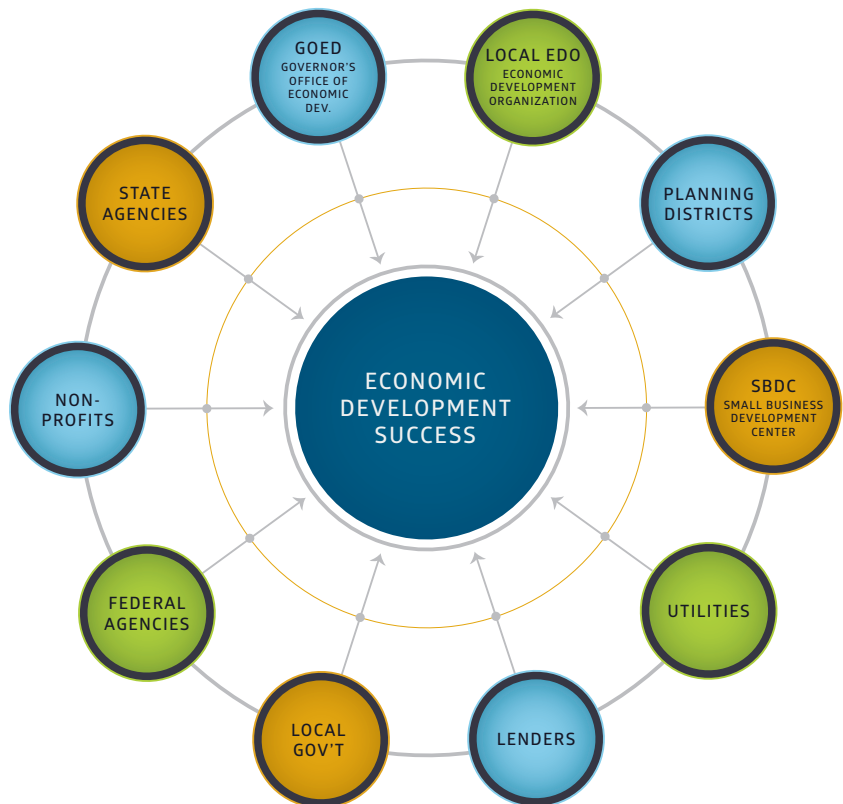 GOED
GOVERNOR'S
OFFICE OF
ECONOMIC
DEV.
LOCAL EDO
ECONOMIC
DEVELOPMENT
ORGANIZATION
STATE
AGENCIES
PLANNING
DISTRICTS
NON-
PROFITS
ECONOMIC
DEVELOPMENT
SUCCESS
SBDC
SMALL BUSINESS
DEVELOPMENT
CENTER
FEDERAL
AGENCIES
UTILITIES
LOCAL
GOV'T
LENDERS